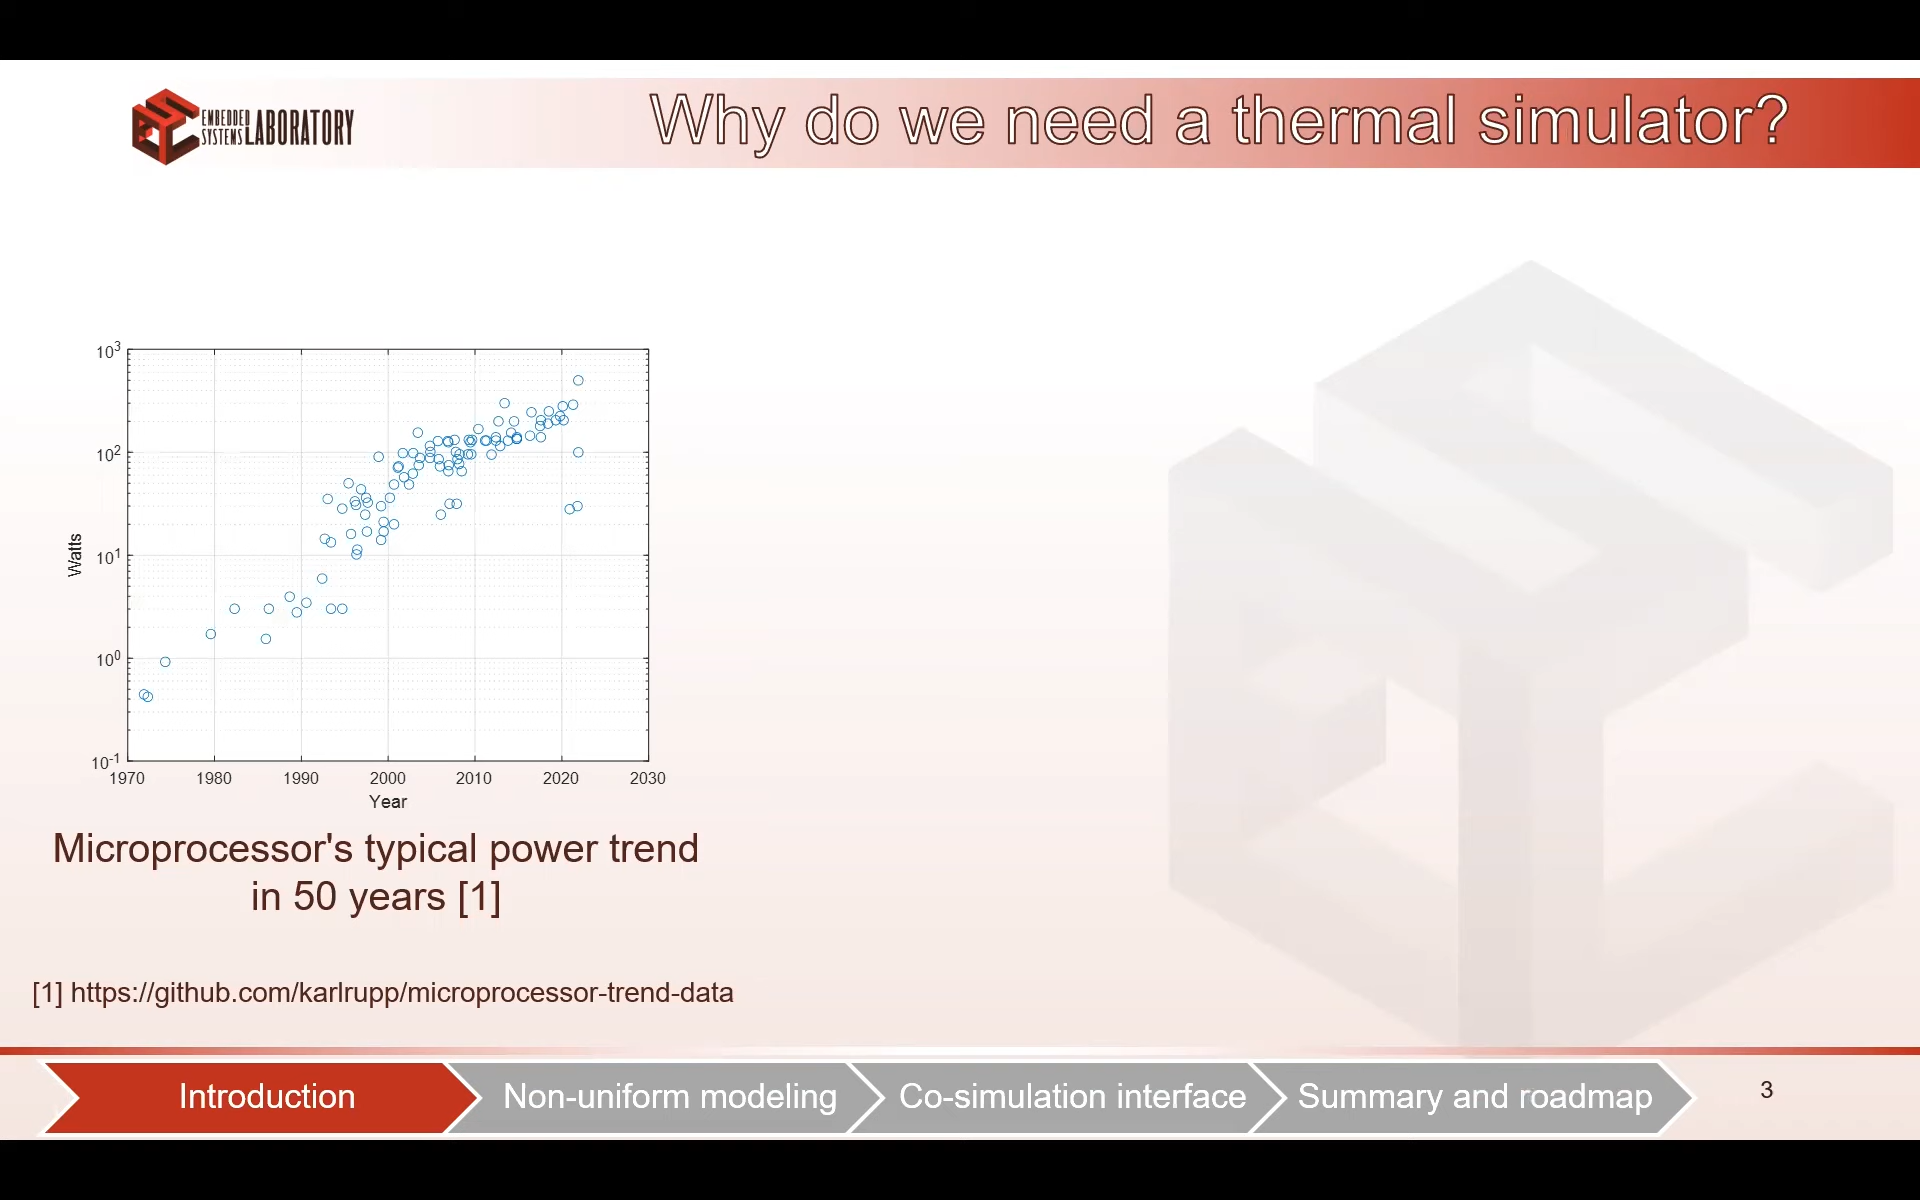 EMBEDDED
SYSTEMS LABORATORY
Why do we need a thermal simulator?
10³
10²
10¹
10⁰
10⁻¹
Watts
1970 1980 1990 2000 2010 2020 2030
Year
Microprocessor's typical power trend
in 50 years [1]
[1] https://github.com/karlrupp/microprocessor-trend-data
Introduction Non-uniform modeling Co-simulation interface Summary and roadmap 3